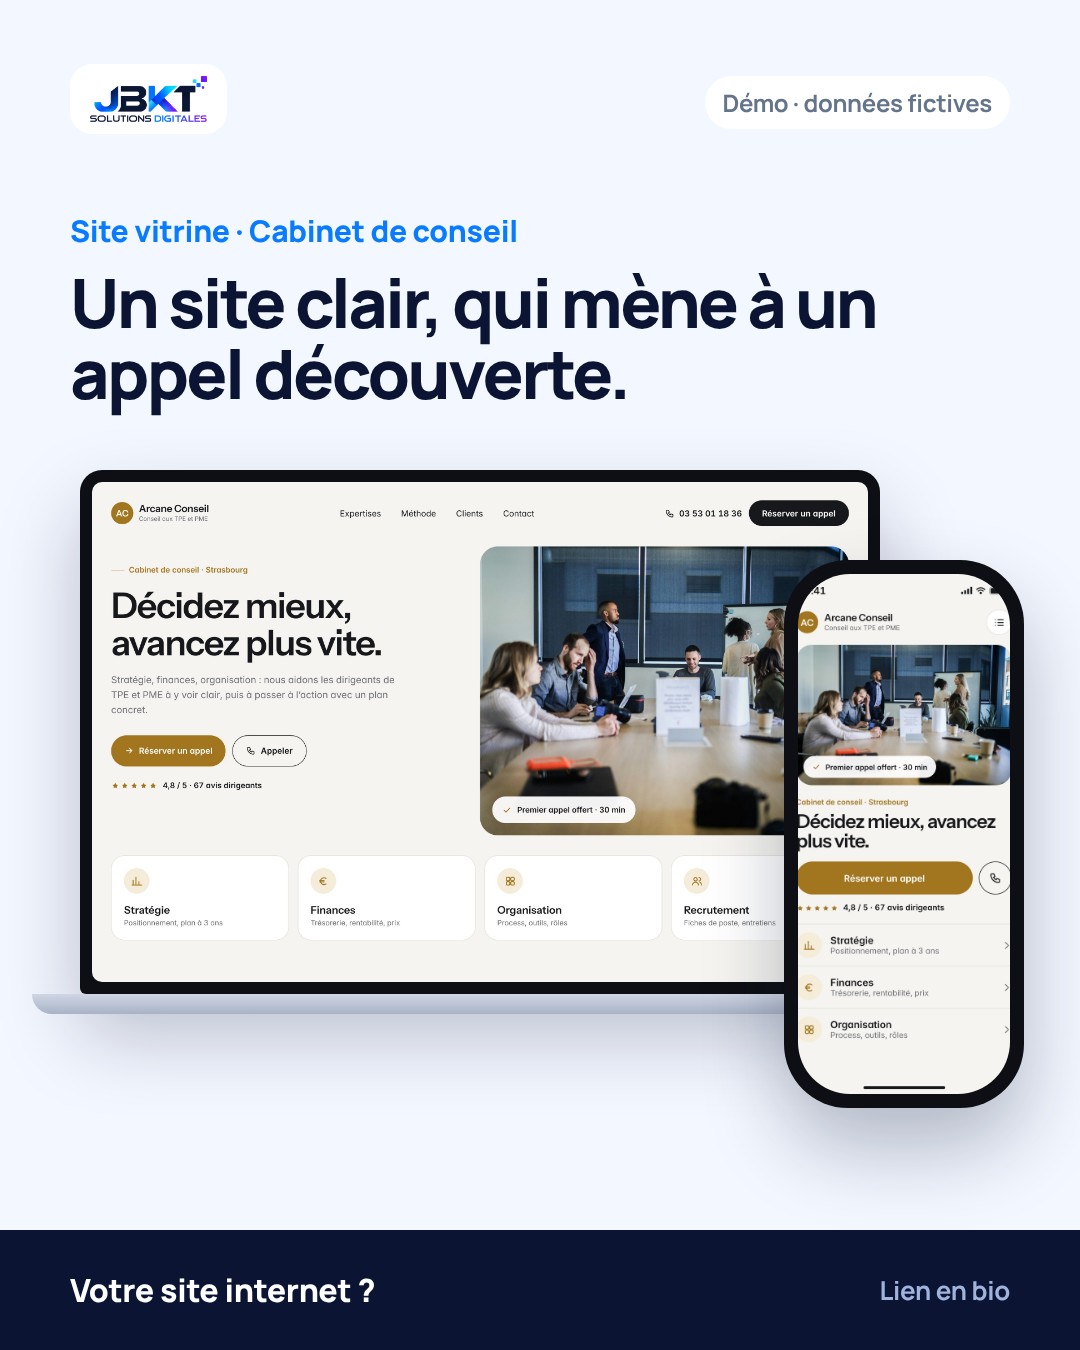 JBKT
SOLUTIONS DIGITALES
Démo · données fictives
Site vitrine · Cabinet de conseil
Un site clair, qui mène à un
appel découverte.
AC
Arcane Conseil
Conseil aux TPE et PME
Expertises
Méthode
Clients
Contact
03 53 01 18 36
Réserver un appel
Cabinet de conseil · Strasbourg
Décidez mieux,
avancez plus vite.
Stratégie, finances, organisation : nous aidons les dirigeants de
TPE et PME à y voir clair, puis à passer à l'action avec un plan
concret.
Réserver un appel
Appeler
4,8 / 5 · 67 avis dirigeants
Premier appel offert · 30 min
Stratégie
Positionnement, plan à 3 ans
Finances
Trésorerie, rentabilité, prix
Organisation
Process, outils, rôles
Recrutement
Fiches de poste, entretiens
:41
AC
Arcane Conseil
Conseil aux TPE et PME
Premier appel offert · 30 min
Cabinet de conseil · Strasbourg
Décidez mieux, avancez
plus vite.
Réserver un appel
4,8 / 5 · 67 avis dirigeants
Stratégie
Positionnement, plan à 3 ans
Finances
Trésorerie, rentabilité, prix
Organisation
Process, outils, rôles
Votre site internet ?
Lien en bio